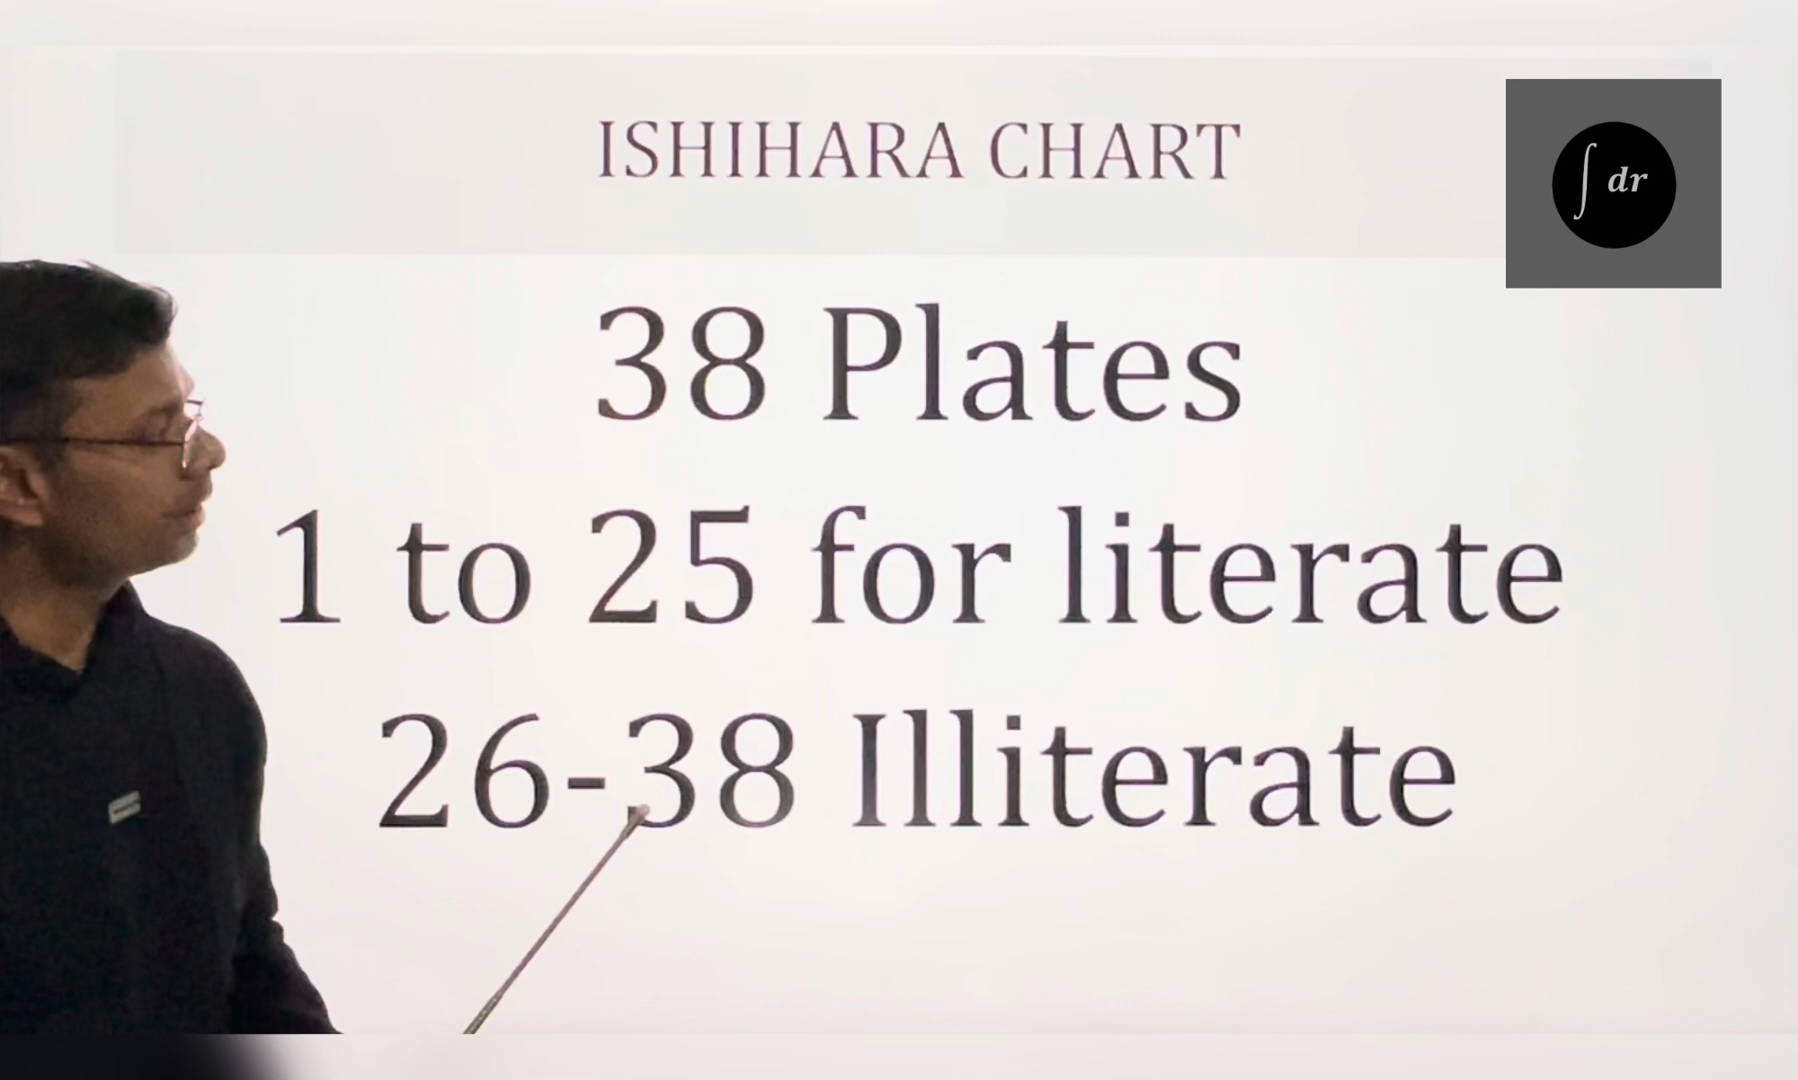 ISHIHARA CHART
∫ dr
38 Plates
1 to 25 for literate
26-38 Illiterate